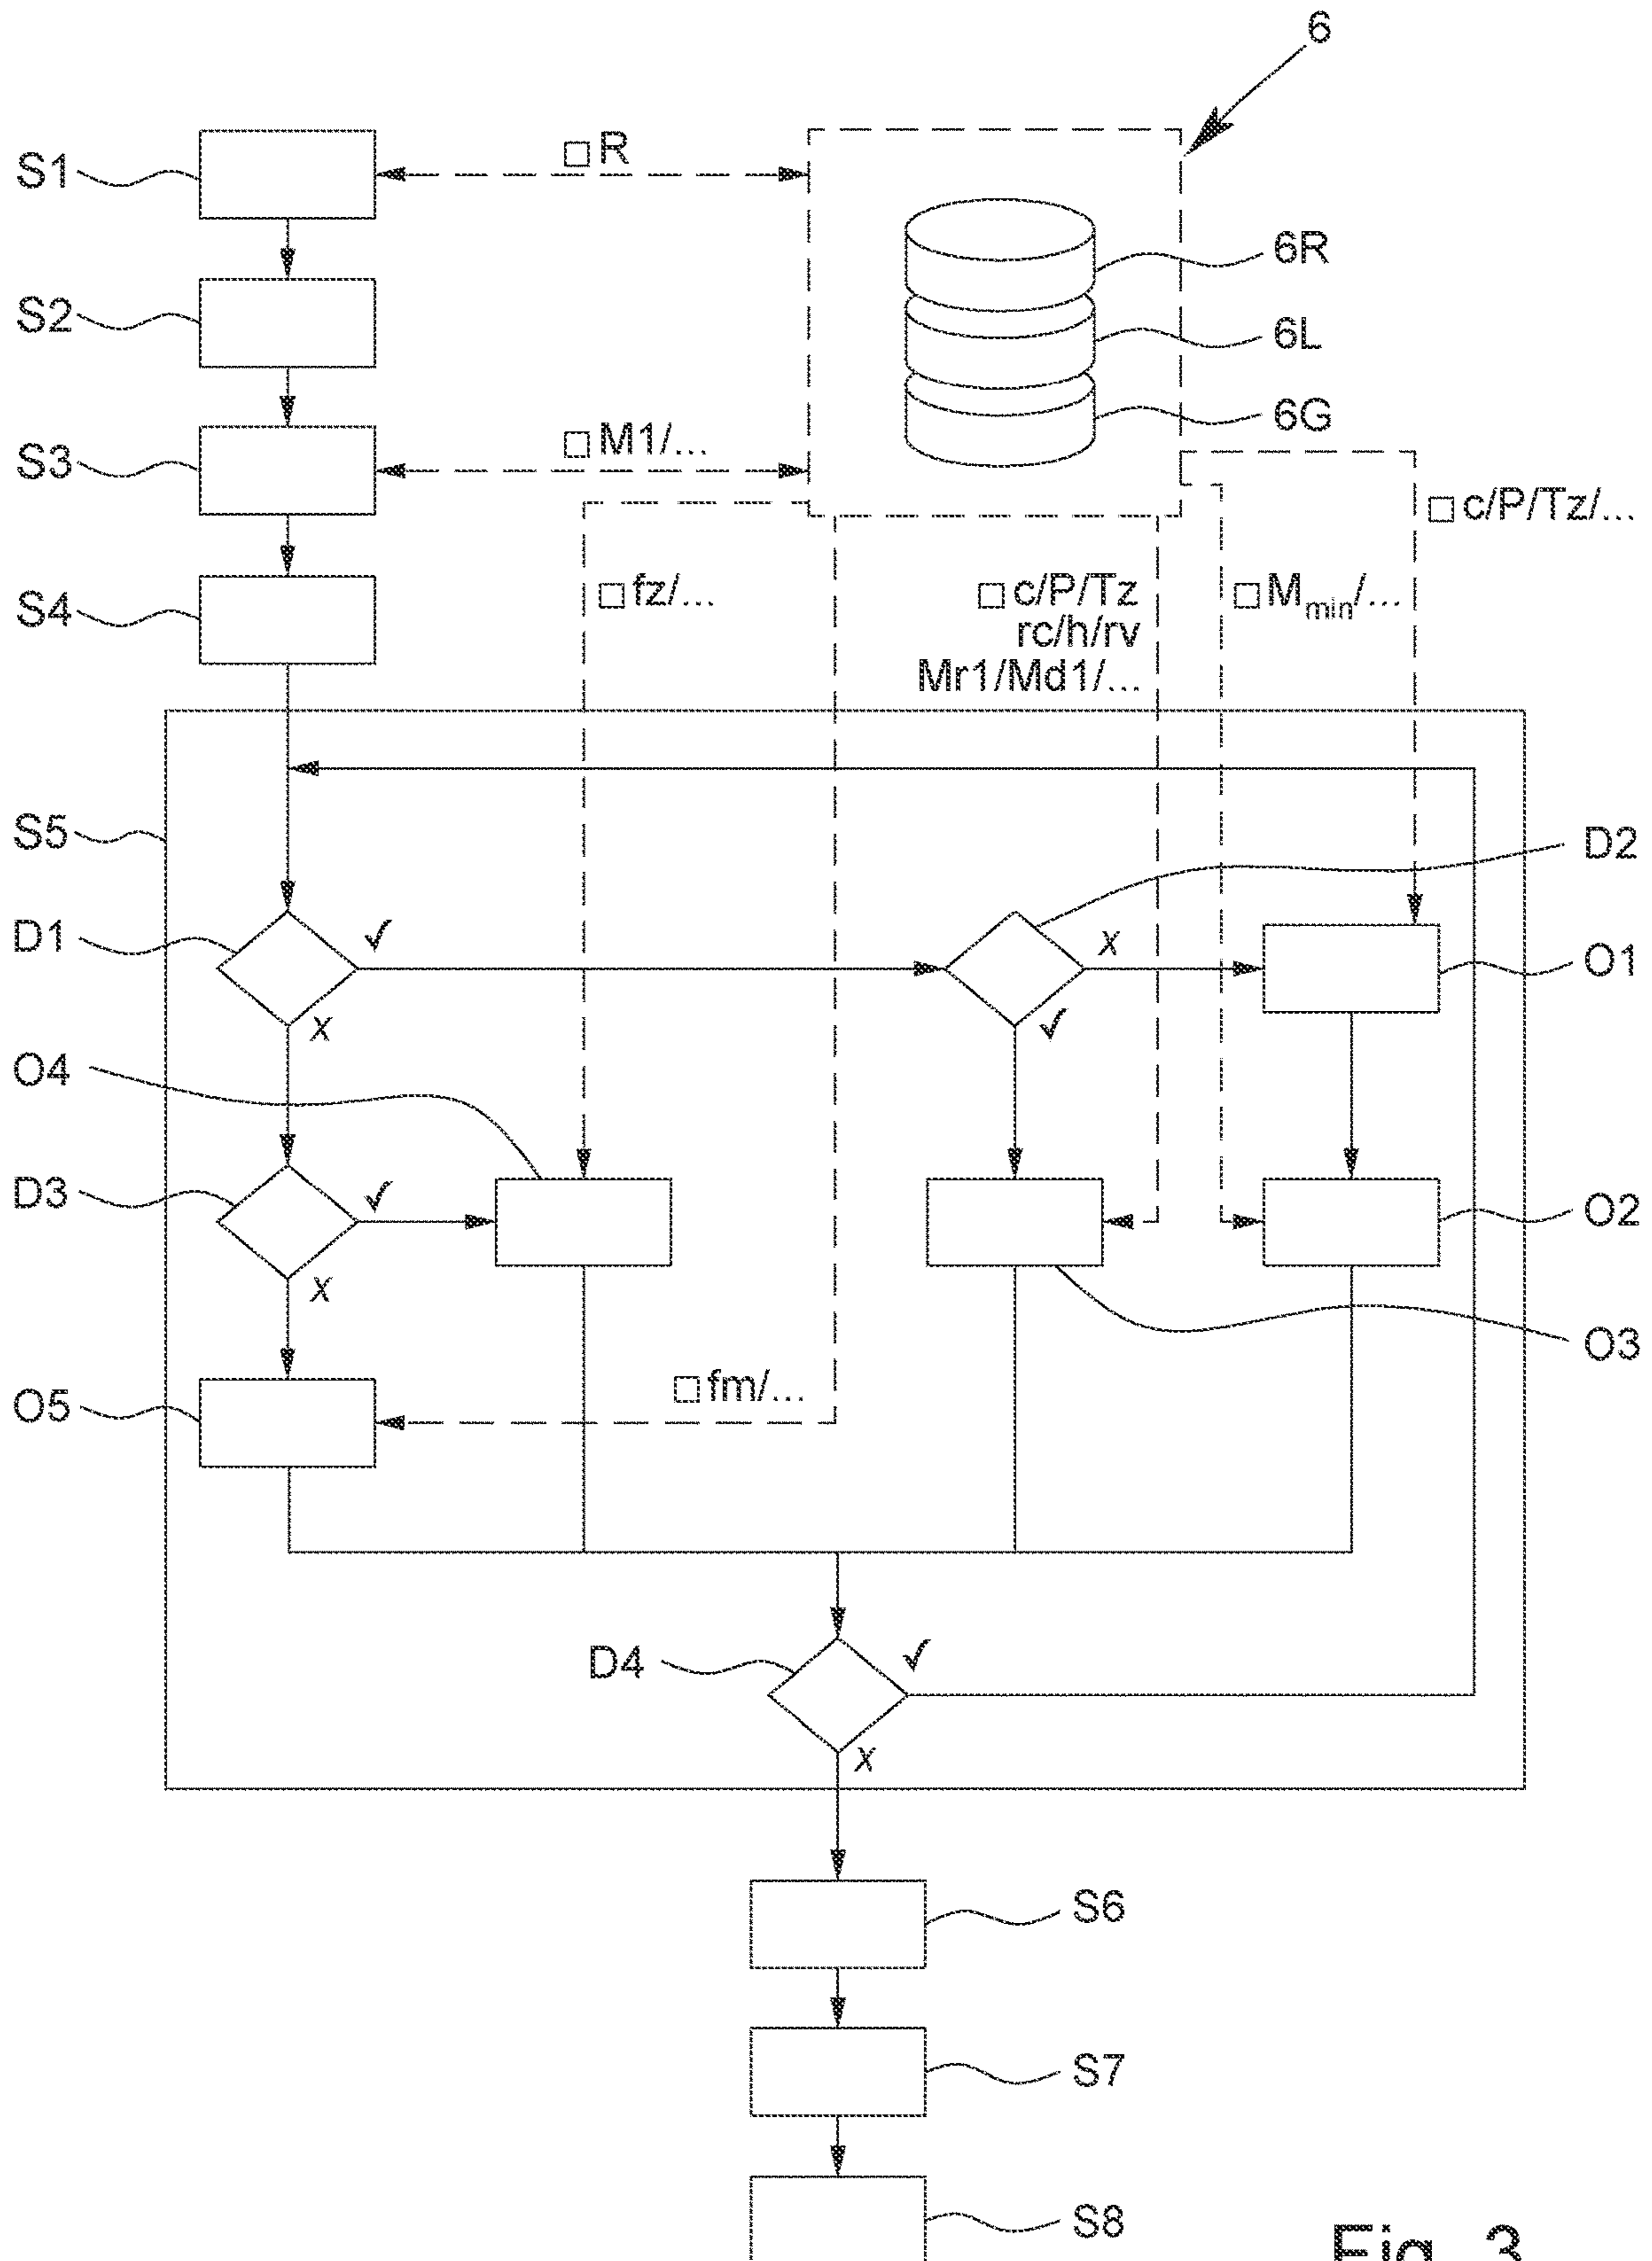 6
S1
□ R
6R
S2
6L
6G
S3
□ M1/...
□ c/P/Tz/...
S4
□ fz/...
□ c/P/Tz
rc/h/rv
Mr1/Md1/...
□ Mmin/...
S5
D2
D1
✓
x
O1
x
✓
O4
D3
✓
O2
x
O3
O5
□ fm/...
D4
✓
x
S6
S7
S8
Fig. 3